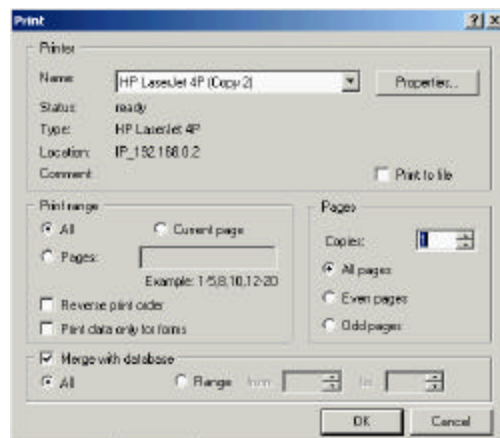 Print
Printer
Name: HP LaserJet 4P (Copy 2) Properties...
Status: ready
Type: HP LaserJet 4P
Location: IP_192.168.0.2
Comment:
Print to file
Print range
All Current page
Pages:
Example: 1-5,8,10,12-20
Reverse print order
Print data only for forms
Pages
Copies: 1
All pages
Even pages
Odd pages
Merge with database
All Range from: to:
OK Cancel